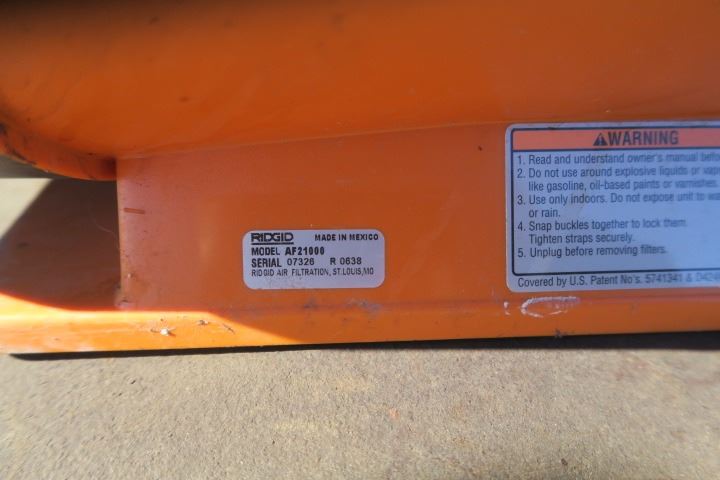 RIDGID MADE IN MEXICO
MODEL AF21000
SERIAL 07326 R 0638
RIDGID AIR FILTRATION, ST.LOUIS,MO
WARNING
1. Read and understand owner's manual
2. Do not use around explosive liquids or
like gasoline, oil-based paints or varnishes.
3. Use only indoors. Do not expose unit to
or rain.
4. Snap buckles together to lock them.
Tighten straps securely.
5. Unplug before removing filters.
Covered by U.S. Patent No's. 5741341 &